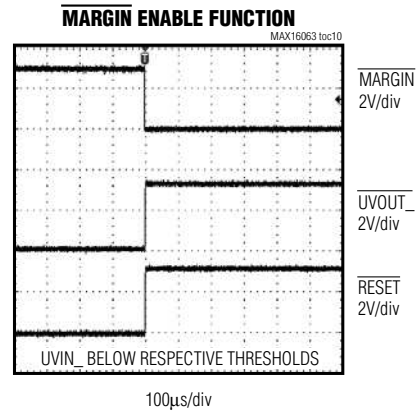 MARGIN ENABLE FUNCTION
MAX16063 toc10
MARGIN
2V/div
UVOUT_
2V/div
RESET
2V/div
UVIN_ BELOW RESPECTIVE THRESHOLDS
100μs/div